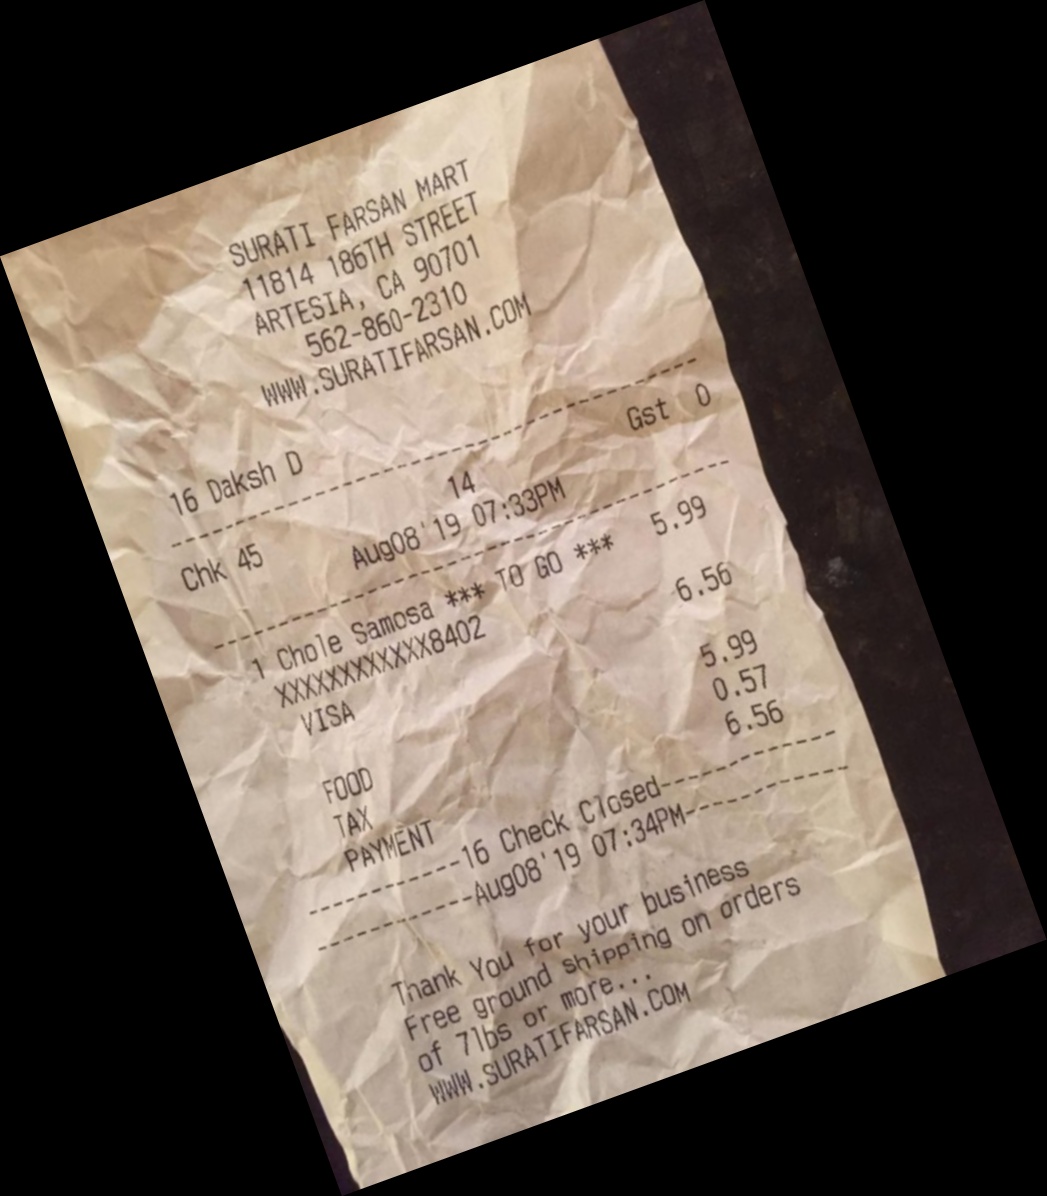 SURATI FARSAN MART
11814 186TH STREET
ARTESIA, CA 90701
562-860-2310
WWW.SURATIFARSAN.COM
16 Daksh D
--------------------------------
Chk 45 14 Gst 0
Aug08'19 07:33PM
--------------------------------
1 Chole Samosa *** TO GO *** 5.99
XXXXXXXXXXXX8402
VISA 6.56
FOOD 5.99
TAX 0.57
PAYMENT 6.56
---------16 Check Closed---------
---------Aug08'19 07:34PM---------
Thank You for your business
Free ground shipping on orders
of 7lbs or more...
WWW.SURATIFARSAN.COM